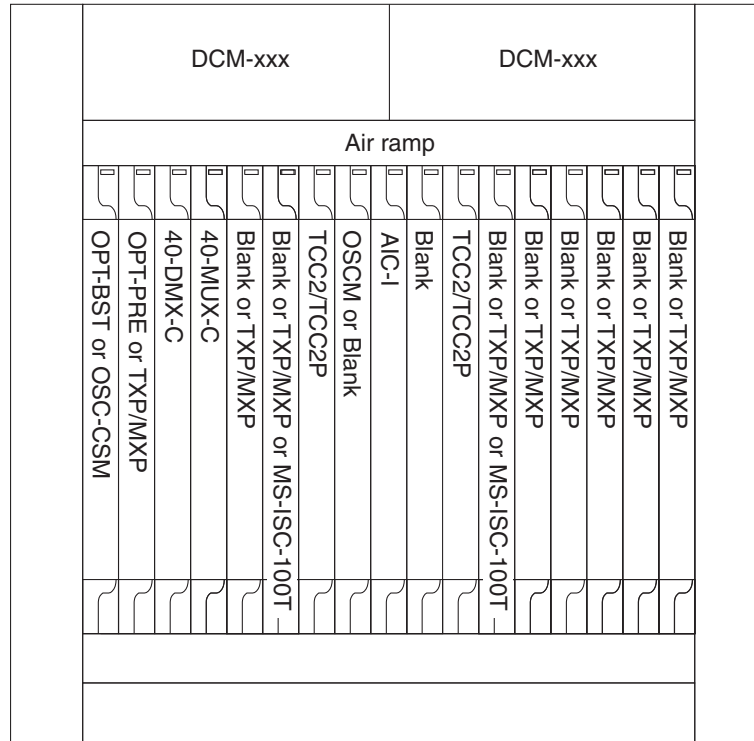 DCM-xxx
DCM-xxx
Air ramp
OPT-BST or OSC-CSM
OPT-PRE or TXP/MXP
40-DMX-C
40-MUX-C
Blank or TXP/MXP
Blank or TXP/MXP or MS-ISC-100T
TCC2/TCC2P
OSCM or Blank
AIC-I
Blank
TCC2/TCC2P
Blank or TXP/MXP or MS-ISC-100T
Blank or TXP/MXP
Blank or TXP/MXP
Blank or TXP/MXP
Blank or TXP/MXP
Blank or TXP/MXP